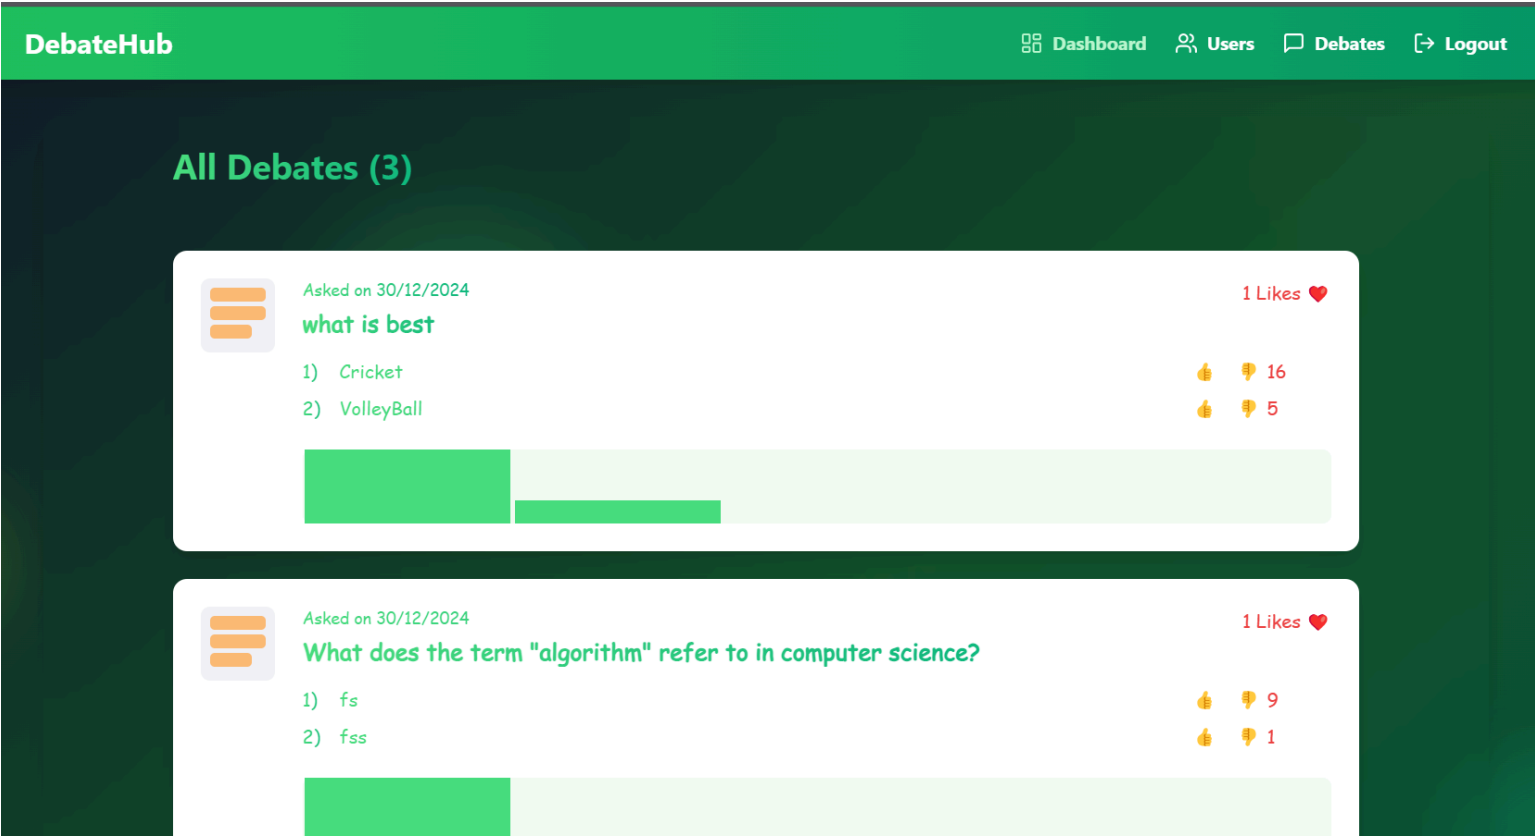 DebateHub
Dashboard Users Debates Logout
All Debates (3)
Asked on 30/12/2024
1 Likes ❤️
what is best
1) Cricket 👍 👎 16
2) VolleyBall 👍 👎 5
Asked on 30/12/2024
1 Likes ❤️
What does the term "algorithm" refer to in computer science?
1) fs 👍 👎 9
2) fss 👍 👎 1